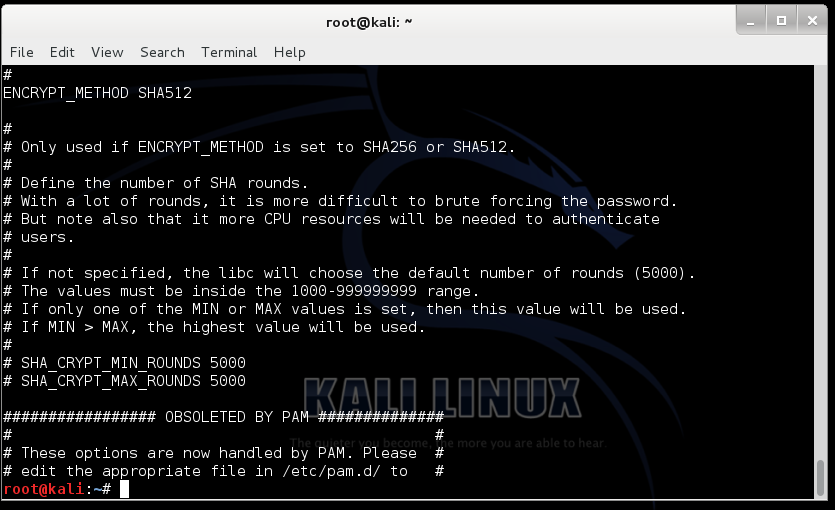 root@kali: ~
File Edit View Search Terminal Help
#
ENCRYPT_METHOD SHA512
#
# Only used if ENCRYPT_METHOD is set to SHA256 or SHA512.
#
# Define the number of SHA rounds.
# With a lot of rounds, it is more difficult to brute forcing the password.
# But note also that it more CPU resources will be needed to authenticate
# users.
#
# If not specified, the libc will choose the default number of rounds (5000).
# The values must be inside the 1000-999999999 range.
# If only one of the MIN or MAX values is set, then this value will be used.
# If MIN > MAX, the highest value will be used.
#
# SHA_CRYPT_MIN_ROUNDS 5000
# SHA_CRYPT_MAX_ROUNDS 5000
KALI LINUX
################# OBSOLETED BY PAM ##############
# #
The quieter you become, the more you are able to hear.
# These options are now handled by PAM. Please #
# edit the appropriate file in /etc/pam.d/ to #
root@kali:~#